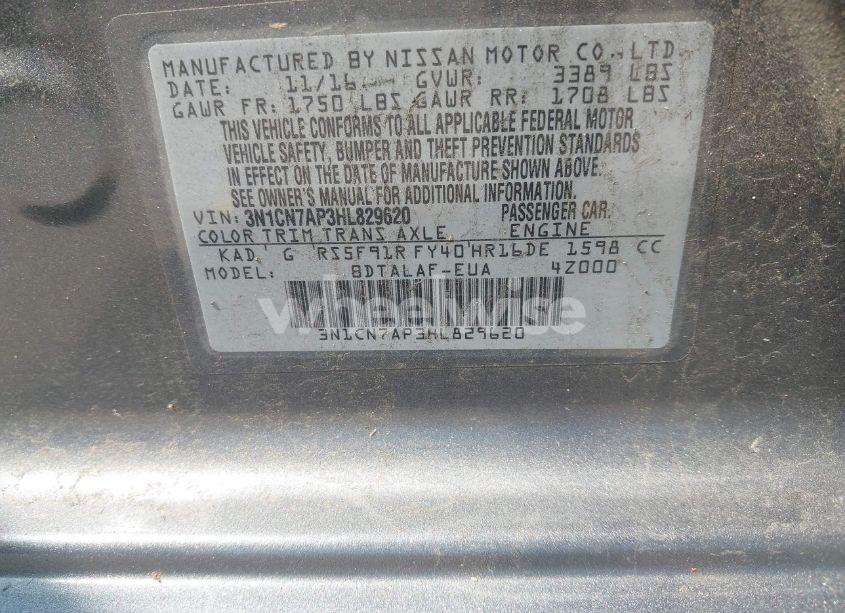 MANUFACTURED BY NISSAN MOTOR CO., LTD.
DATE: 11/16 GVWR: 3389 LBS
GAWR FR: 1750 LBS GAWR RR: 1708 LBS
THIS VEHICLE CONFORMS TO ALL APPLICABLE FEDERAL MOTOR
VEHICLE SAFETY, BUMPER AND THEFT PREVENTION STANDARDS
IN EFFECT ON THE DATE OF MANUFACTURE SHOWN ABOVE.
SEE OWNER'S MANUAL FOR ADDITIONAL INFORMATION.
VIN: 3N1CN7AP3HL829620 PASSENGER CAR.
COLOR TRIM TRANS AXLE ENGINE
KAD G RS5F91R FY40 HR16DE 1598 CC
MODEL: BDTALAF-EUA 4Z000
wheelwise
3N1CN7AP3HL829620